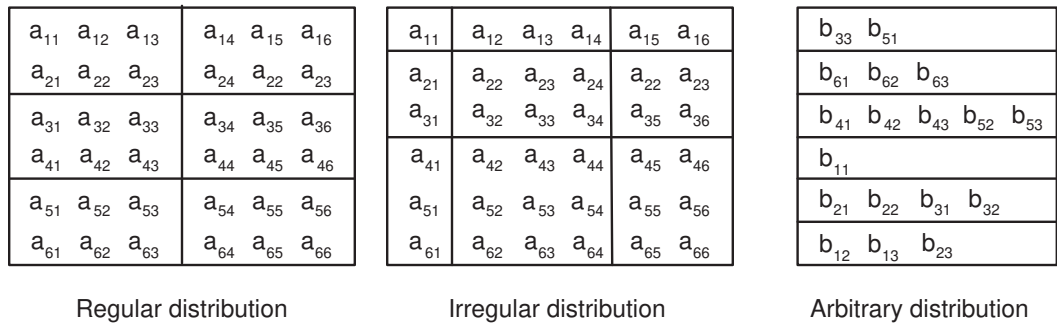 a₁₁ a₁₂ a₁₃ a₁₄ a₁₅ a₁₆
a₂₁ a₂₂ a₂₃ a₂₄ a₂₂ a₂₃
a₃₁ a₃₂ a₃₃ a₃₄ a₃₅ a₃₆
a₄₁ a₄₂ a₄₃ a₄₄ a₄₅ a₄₆
a₅₁ a₅₂ a₅₃ a₅₄ a₅₅ a₅₆
a₆₁ a₆₂ a₆₃ a₆₄ a₆₅ a₆₆
Regular distribution
a₁₁ a₁₂ a₁₃ a₁₄ a₁₅ a₁₆
a₂₁ a₂₂ a₂₃ a₂₄ a₂₂ a₂₃
a₃₁ a₃₂ a₃₃ a₃₄ a₃₅ a₃₆
a₄₁ a₄₂ a₄₃ a₄₄ a₄₅ a₄₆
a₅₁ a₅₂ a₅₃ a₅₄ a₅₅ a₅₆
a₆₁ a₆₂ a₆₃ a₆₄ a₆₅ a₆₆
Irregular distribution
b₃₃ b₅₁
b₆₁ b₆₂ b₆₃
b₄₁ b₄₂ b₄₃ b₅₂ b₅₃
b₁₁
b₂₁ b₂₂ b₃₁ b₃₂
b₁₂ b₁₃ b₂₃
Arbitrary distribution